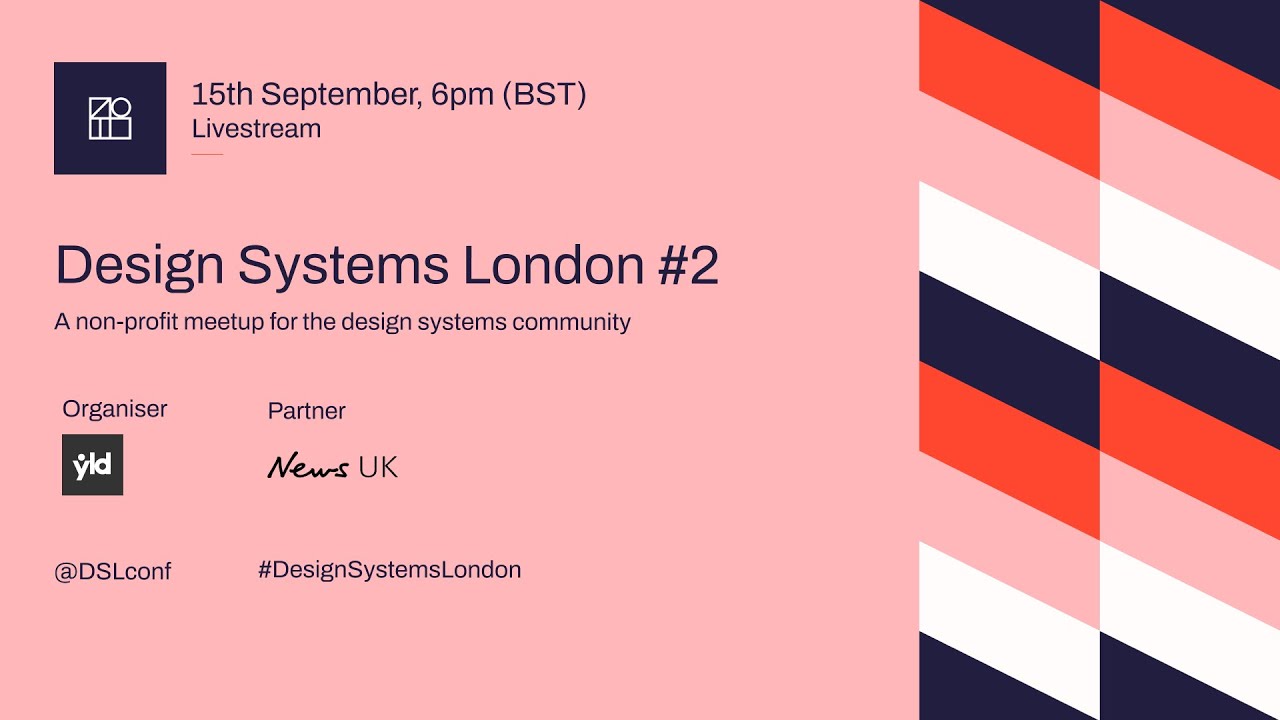 15th September, 6pm (BST)
Livestream
Design Systems London #2
A non-profit meetup for the design systems community
Organiser
Partner
yld
News UK
@DSLconf
#DesignSystemsLondon